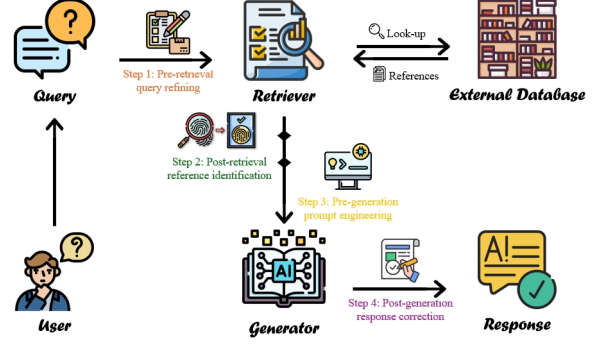 Step 1: Pre-retrieval
query refining
Look-up
References
Query
Retriever
External Database
Step 2: Post-retrieval
reference identification
Step 3: Pre-generation
prompt engineering
AI
AI!
Step 4: Post-generation
response correction
User
Generator
Response